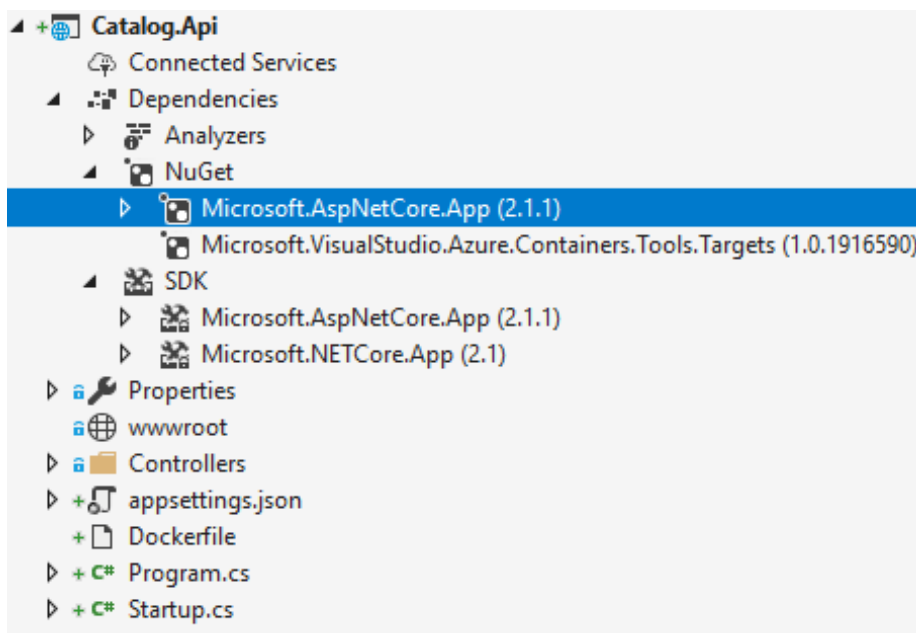 Catalog.Api
Connected Services
Dependencies
Analyzers
NuGet
Microsoft.AspNetCore.App (2.1.1)
Microsoft.VisualStudio.Azure.Containers.Tools.Targets (1.0.1916590)
SDK
Microsoft.AspNetCore.App (2.1.1)
Microsoft.NETCore.App (2.1)
Properties
wwwroot
Controllers
appsettings.json
Dockerfile
C# Program.cs
C# Startup.cs